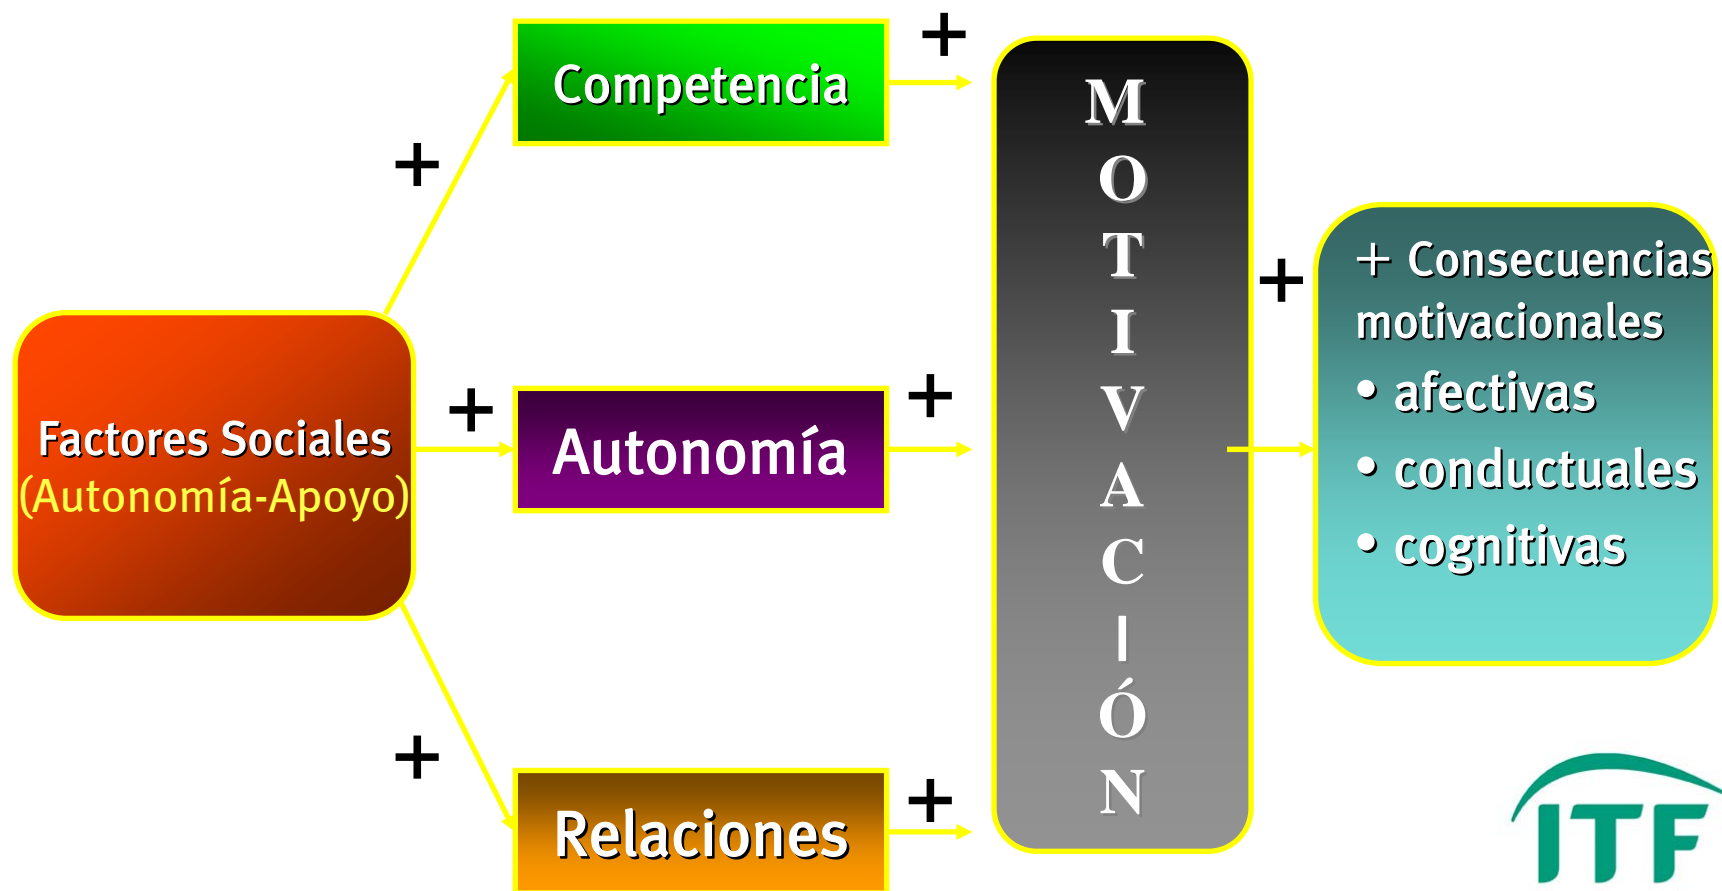 +
Competencia
+
+
Factores Sociales
(Autonomía-Apoyo)
+
Autonomía
+
+
Relaciones
+
M
O
T
I
V
A
C
I
Ó
N
+
+ Consecuencias
motivacionales
• afectivas
• conductuales
• cognitivas
ITF